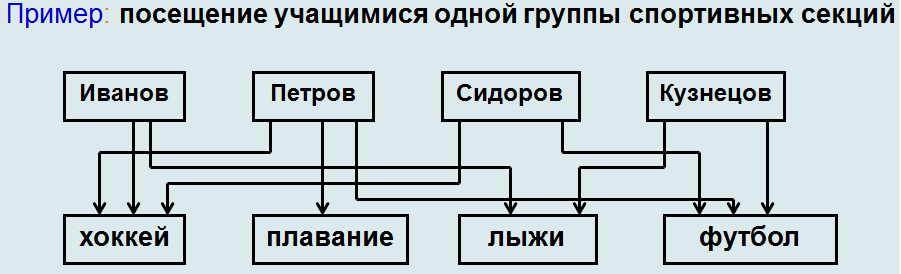 Пример: посещение учащимися одной группы спортивных секций
Иванов Петров Сидоров Кузнецов
хоккей плавание лыжи футбол